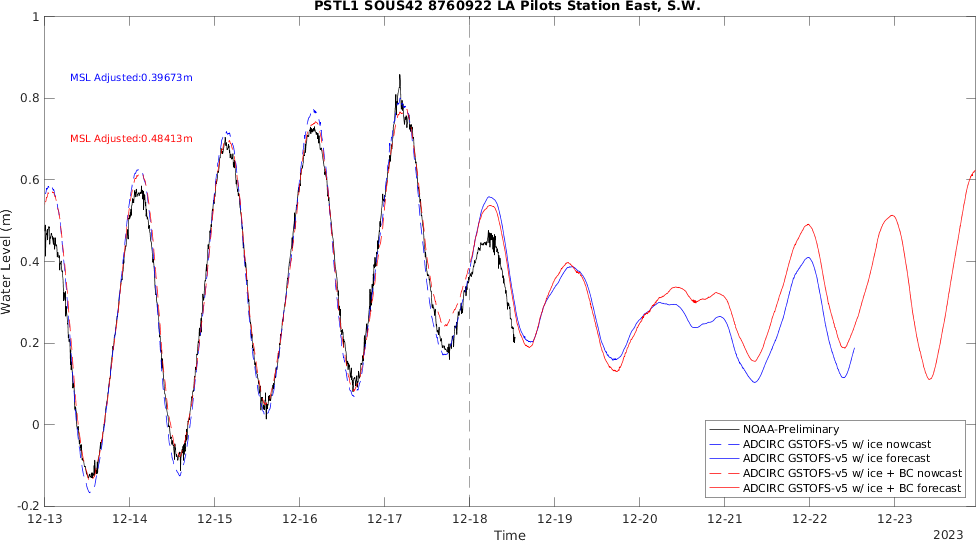 PSTL1 SOUS42 8760922 LA Pilots Station East, S.W.
1
MSL Adjusted:0.39673m
0.8
MSL Adjusted:0.48413m
0.6
0.4
Water Level (m)
0.2
0
-0.2
NOAA-Preliminary
ADCIRC GSTOFS-v5 w/ ice nowcast
ADCIRC GSTOFS-v5 w/ ice forecast
ADCIRC GSTOFS-v5 w/ ice + BC nowcast
ADCIRC GSTOFS-v5 w/ ice + BC forecast
12-13 12-14 12-15 12-16 12-17 12-18 12-19 12-20 12-21 12-22 12-23
Time
2023